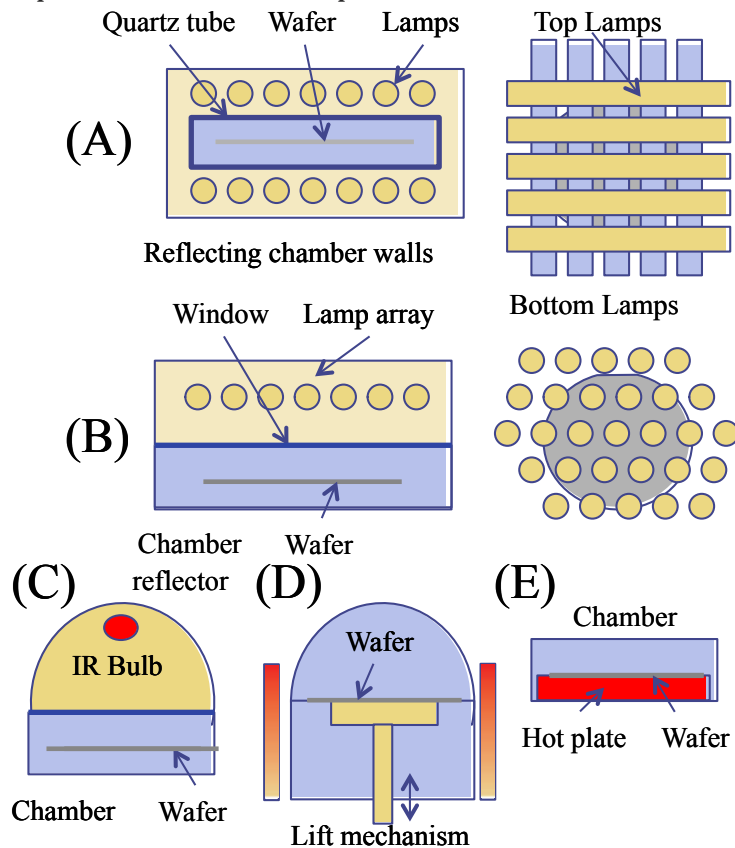 Quartz tube
Wafer
Lamps
Top Lamps
(A)
Reflecting chamber walls
Bottom Lamps
Window
Lamp array
(B)
Chamber
Wafer
reflector
(C)
(D)
(E)
IR Bulb
Chamber
Wafer
Wafer
Lift mechanism
Chamber
Hot plate
Wafer